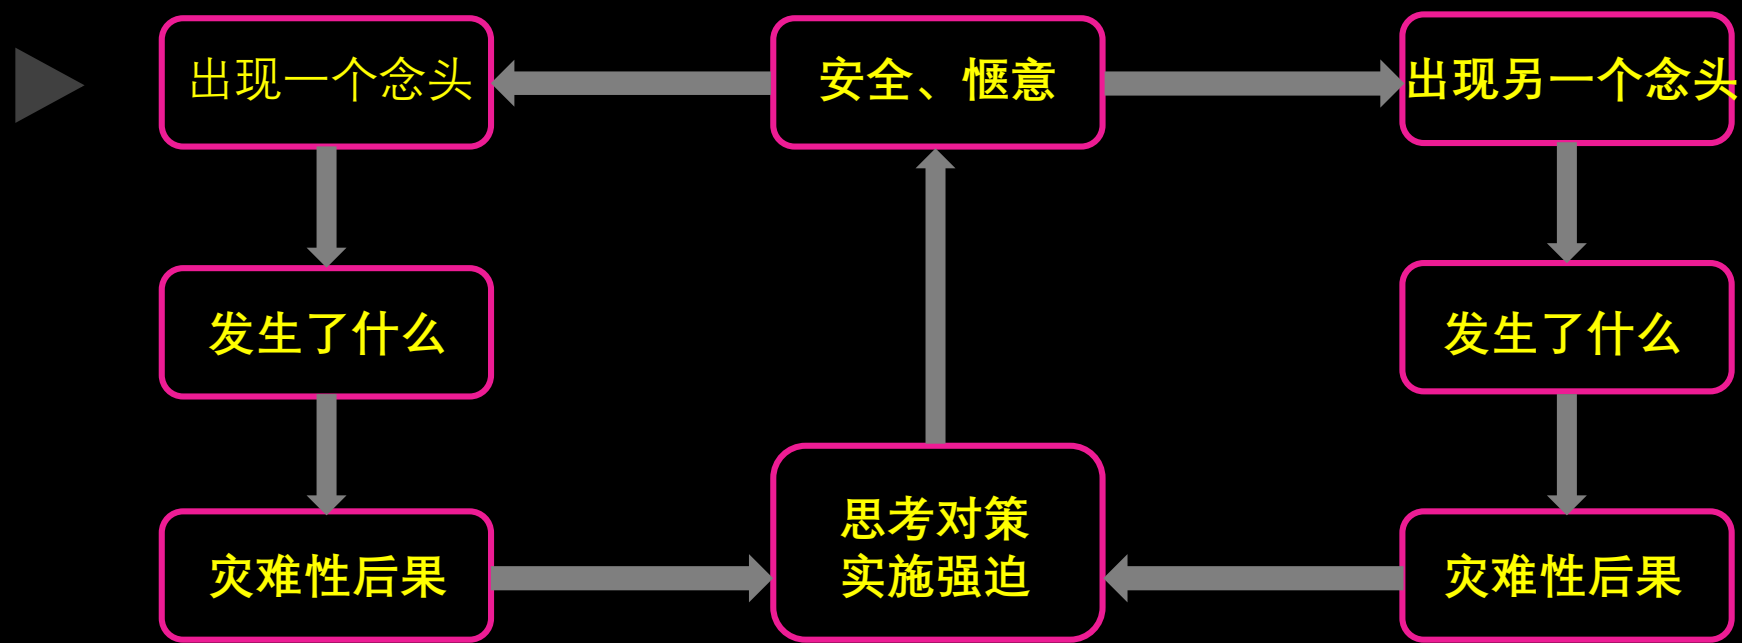 出现一个念头
安全、惬意
出现另一个念头
发生了什么
发生了什么
灾难性后果
思考对策
实施强迫
灾难性后果